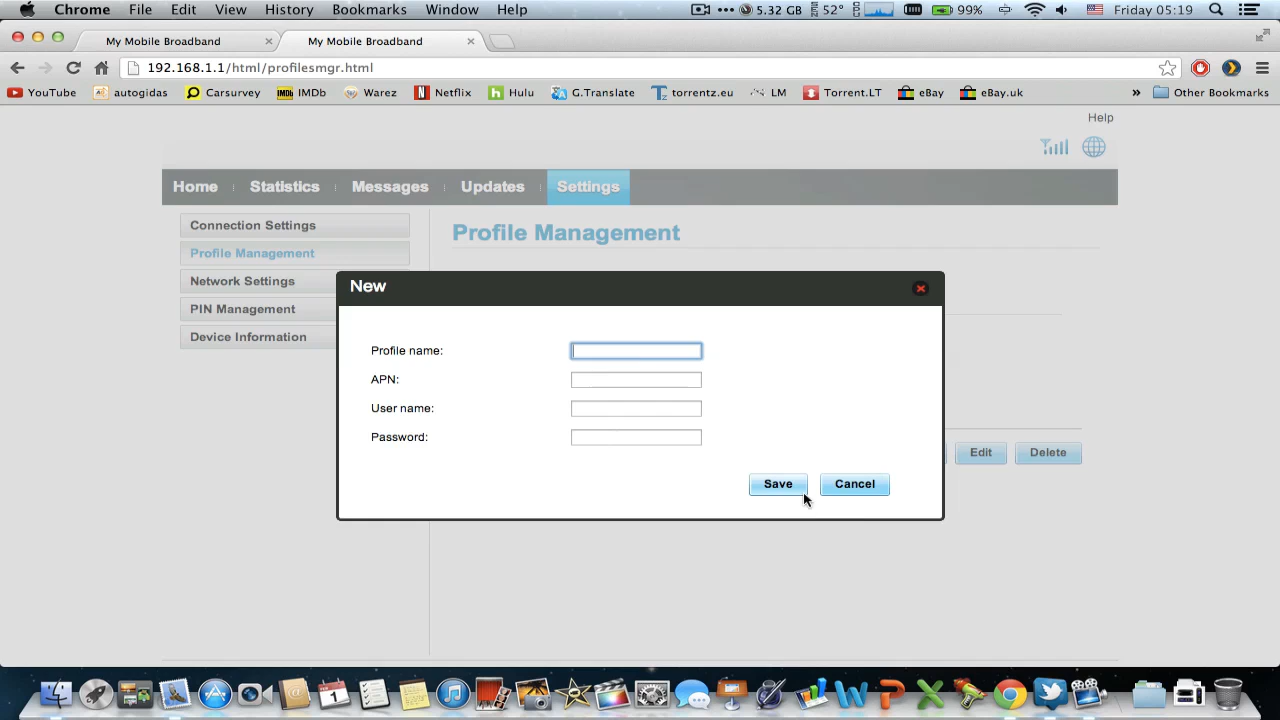 Chrome File Edit View History Bookmarks Window Help 5.32 GB 52° 99% Friday 05:19
My Mobile Broadband My Mobile Broadband
192.168.1.1/html/profilesmgr.html
YouTube autogidas Carsurvey IMDb Warez Netflix Hulu G.Translate torrentz.eu LM Torrent.LT eBay eBay.uk » Other Bookmarks
Help
Home Statistics Messages Updates Settings
Connection Settings
Profile Management
Network Settings
PIN Management
Device Information
Profile Management
New
Profile name:
APN:
User name:
Password:
Save Cancel
Edit Delete